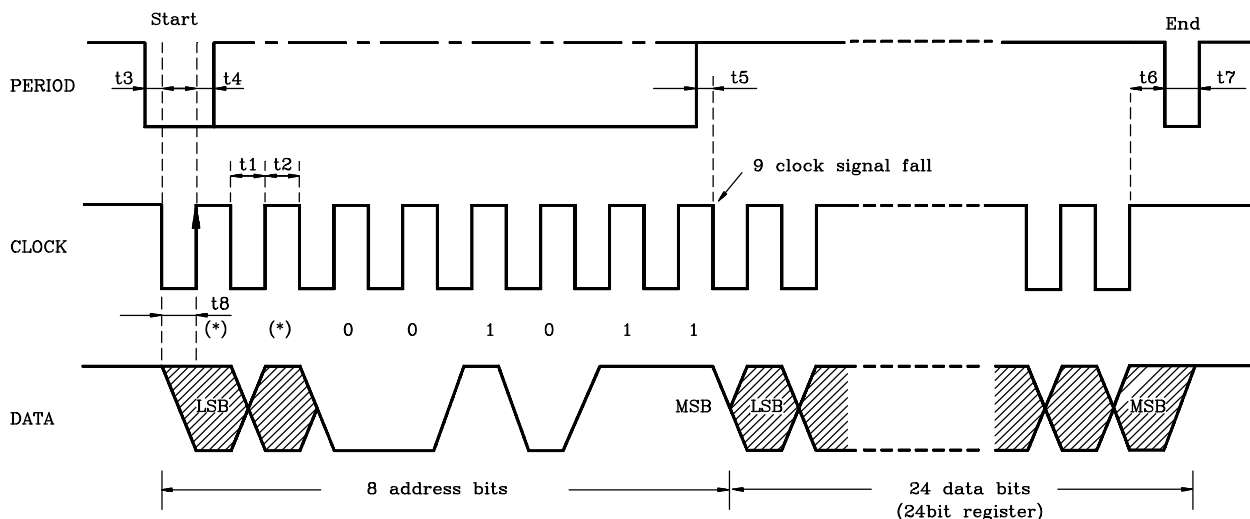 Start
End
t3
t4
t5
t6
t7
PERIOD
t1
t2
9 clock signal fall
CLOCK
t8
(*)
(*)
0
0
1
0
1
1
LSB
MSB
LSB
MSB
DATA
8 address bits
24 data bits
(24bit register)